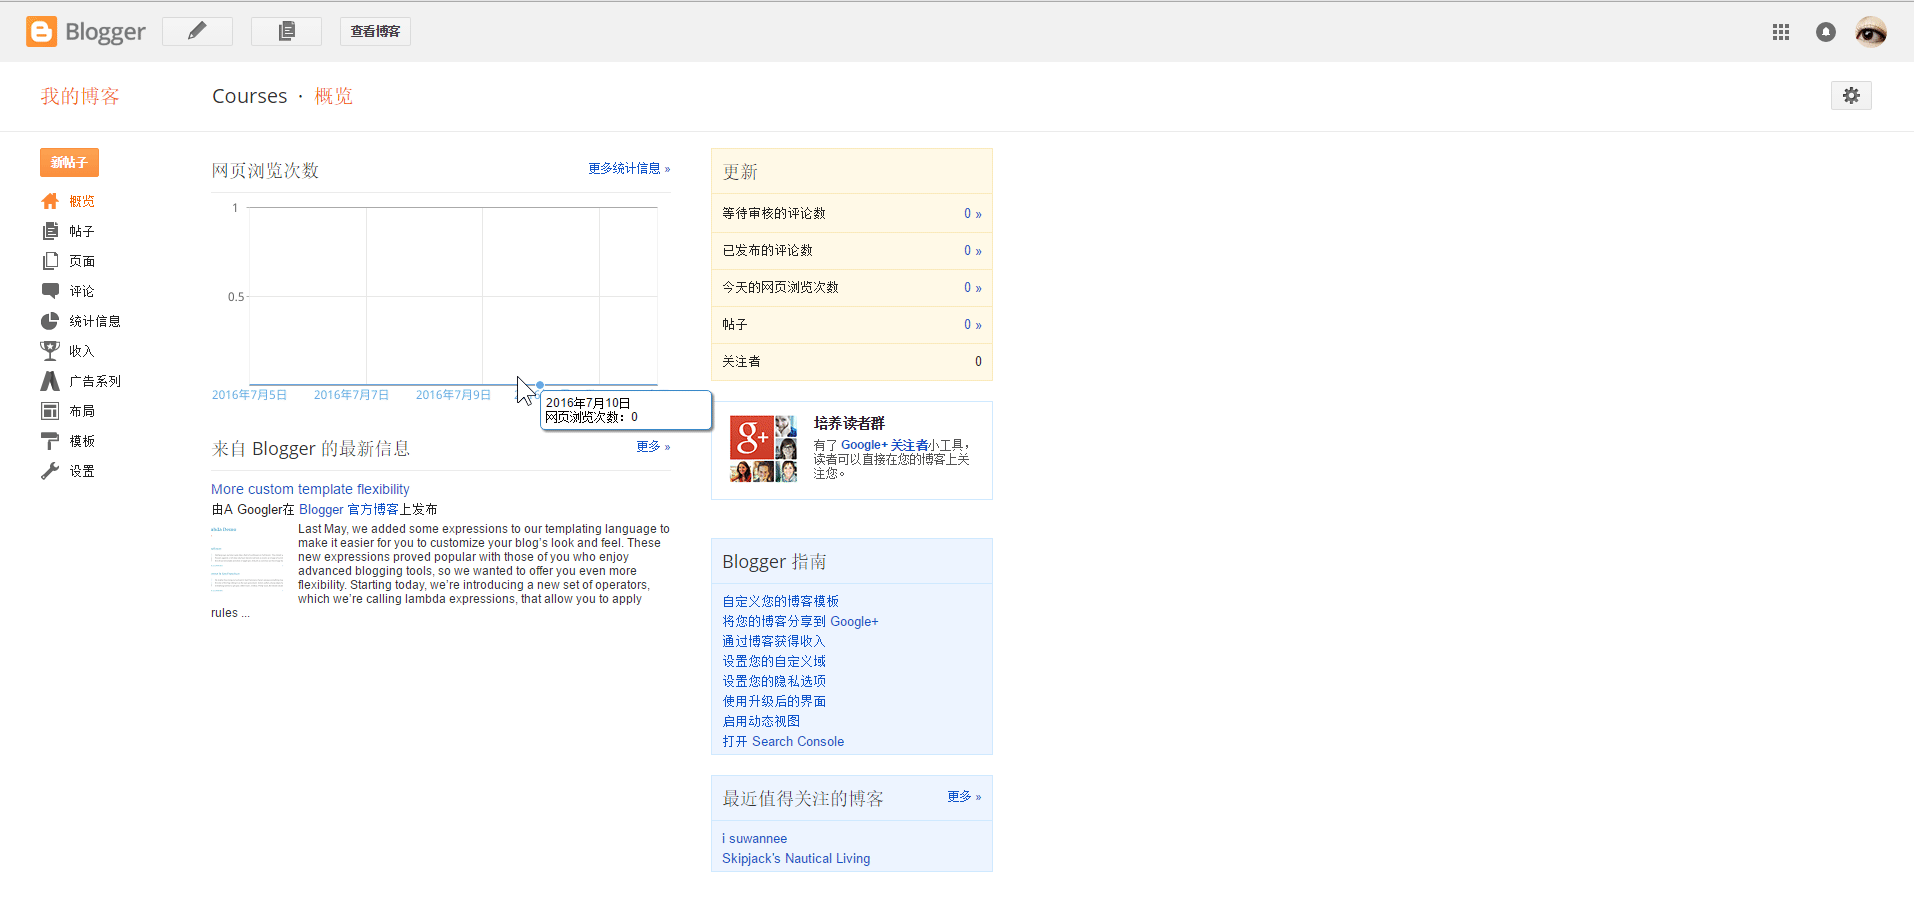 Blogger
查看博客
我的博客
Courses · 概览
新帖子
概览
帖子
页面
评论
统计信息
收入
广告系列
布局
模板
设置
网页浏览次数
更多统计信息 »
1
0.5
2016年7月5日 2016年7月7日 2016年7月9日
2016年7月10日
网页浏览次数：0
来自 Blogger 的最新信息
更多 »
More custom template flexibility
由A Googler在 Blogger 官方博客上发布
Last May, we added some expressions to our templating language to
make it easier for you to customize your blog's look and feel. These
new expressions proved popular with those of you who enjoy
advanced blogging tools, so we wanted to offer you even more
flexibility. Starting today, we're introducing a new set of operators,
which we're calling lambda expressions, that allow you to apply
rules ...
更新
等待审核的评论数 0 »
已发布的评论数 0 »
今天的网页浏览次数 0 »
帖子 0 »
关注者 0
g+
培养读者群
有了 Google+ 关注者小工具，
读者可以直接在您的博客上关
注您。
Blogger 指南
自定义您的博客模板
将您的博客分享到 Google+
通过博客获得收入
设置您的自定义域
设置您的隐私选项
使用升级后的界面
启用动态视图
打开 Search Console
最近值得关注的博客
更多 »
i suwannee
Skipjack's Nautical Living